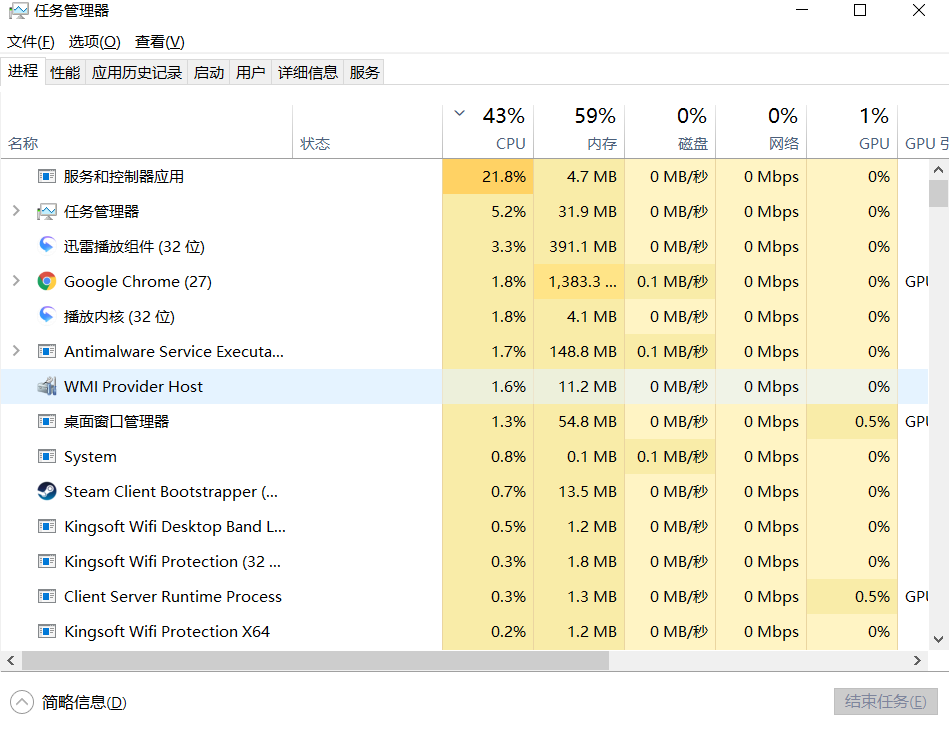 任务管理器
文件(F) 选项(O) 查看(V)
进程 性能 应用历史记录 启动 用户 详细信息 服务
43% 59% 0% 0% 1%
名称 状态 CPU 内存 磁盘 网络 GPU GPU 引
服务和控制器应用 21.8% 4.7 MB 0 MB/秒 0 Mbps 0%
任务管理器 5.2% 31.9 MB 0 MB/秒 0 Mbps 0%
迅雷播放组件 (32 位) 3.3% 391.1 MB 0 MB/秒 0 Mbps 0%
Google Chrome (27) 1.8% 1,383.3 ... 0.1 MB/秒 0 Mbps 0% GPU
播放内核 (32 位) 1.8% 4.1 MB 0 MB/秒 0 Mbps 0%
Antimalware Service Executa... 1.7% 148.8 MB 0.1 MB/秒 0 Mbps 0%
WMI Provider Host 1.6% 11.2 MB 0 MB/秒 0 Mbps 0%
桌面窗口管理器 1.3% 54.8 MB 0 MB/秒 0 Mbps 0.5% GPU
System 0.8% 0.1 MB 0.1 MB/秒 0 Mbps 0%
Steam Client Bootstrapper (... 0.7% 13.5 MB 0 MB/秒 0 Mbps 0%
Kingsoft Wifi Desktop Band L... 0.5% 1.2 MB 0 MB/秒 0 Mbps 0%
Kingsoft Wifi Protection (32 ... 0.3% 1.8 MB 0 MB/秒 0 Mbps 0%
Client Server Runtime Process 0.3% 1.3 MB 0 MB/秒 0 Mbps 0.5% GPU
Kingsoft Wifi Protection X64 0.2% 1.2 MB 0 MB/秒 0 Mbps 0%
简略信息(D) 结束任务(E)